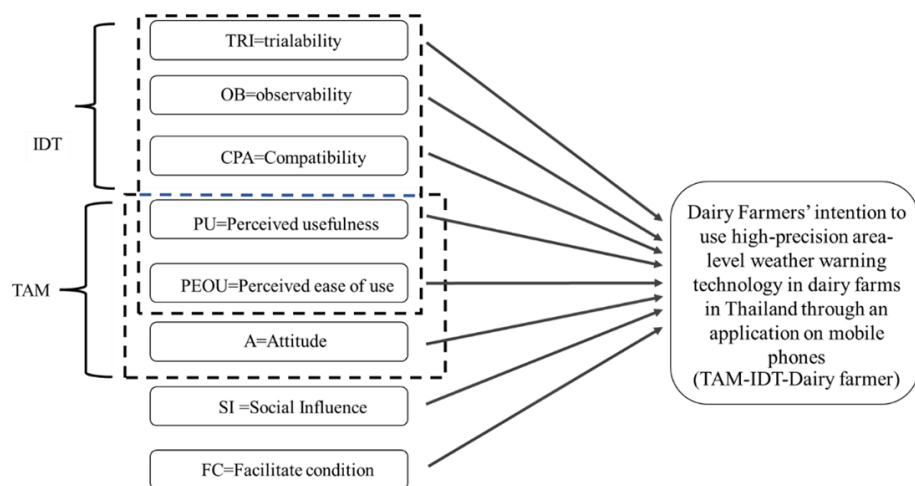 TRI=trialability
OB=observability
IDT
CPA=Compatibility
PU=Perceived usefulness
TAM
PEOU=Perceived ease of use
A=Attitude
SI =Social Influence
FC=Facilitate condition
Dairy Farmers’ intention to
use high-precision area-
level weather warning
technology in dairy farms
in Thailand through an
application on mobile
phones
(TAM-IDT-Dairy farmer)